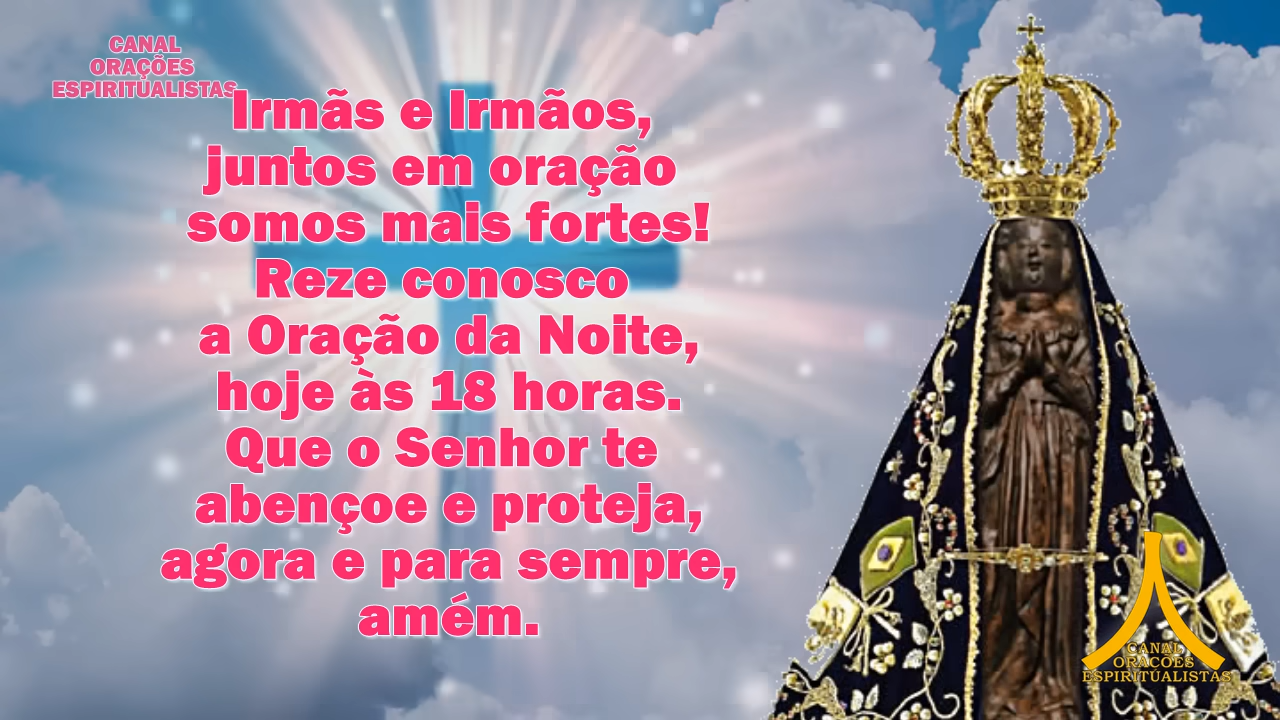 CANAL
ORAÇÕES
ESPIRITUALISTAS
Irmãs e Irmãos,
juntos em oração
somos mais fortes!
Reze conosco
a Oração da Noite,
hoje às 18 horas.
Que o Senhor te
abençoe e proteja,
agora e para sempre,
amém.
CANAL
ORAÇÕES
ESPIRITUALISTAS